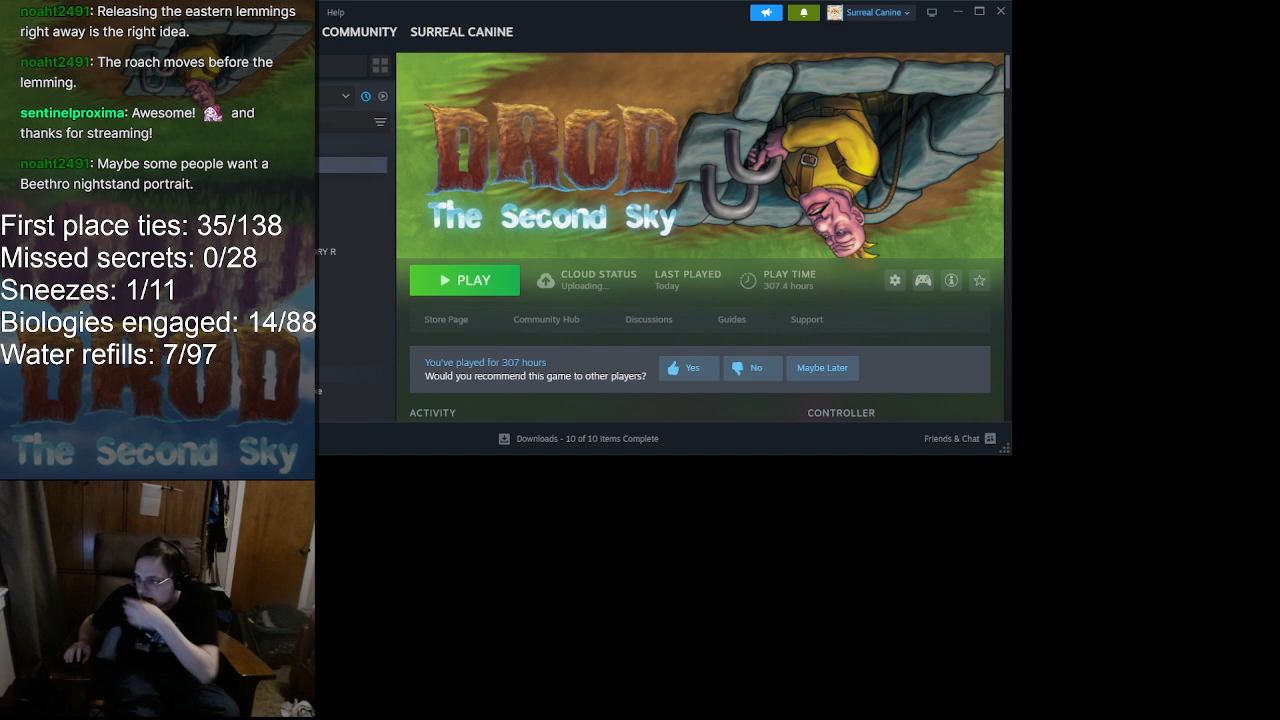 noaht2491: Releasing the eastern lemmings
right away is the right idea.
noaht2491: The roach moves before the
lemming.
sentinelproxima: Awesome! and
thanks for streaming!
noaht2491: Maybe some people want a
Beethro nightstand portrait.
First place ties: 35/138
Missed secrets: 0/28
Sneezes: 1/11
Biologies engaged: 14/88
Water refills: 7/97
DROD
The Second Sky
Help
Surreal Canine
COMMUNITY SURREAL CANINE
DROD
The Second Sky
ORY R
PLAY
CLOUD STATUS
Uploading...
LAST PLAYED
Today
PLAY TIME
307.4 hours
Store Page Community Hub Discussions Guides Support
You've played for 307 hours
Would you recommend this game to other players?
Yes No Maybe Later
e
ACTIVITY CONTROLLER
Downloads - 10 of 10 Items Complete
Friends & Chat